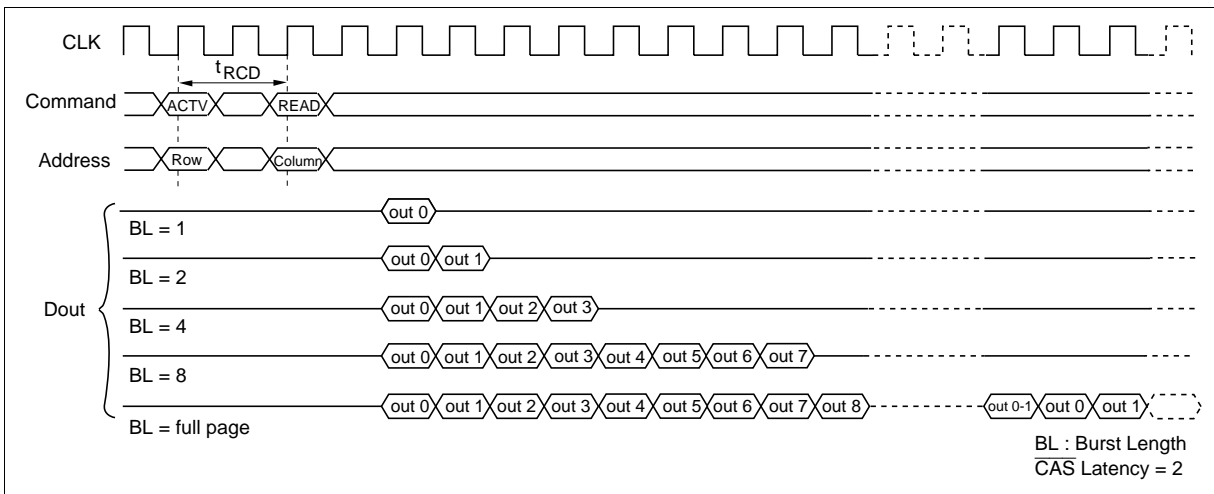 CLK
tRCD
Command ACTV READ
Address Row Column
out 0
BL = 1
out 0 out 1
BL = 2
Dout
out 0 out 1 out 2 out 3
BL = 4
out 0 out 1 out 2 out 3 out 4 out 5 out 6 out 7
BL = 8
out 0 out 1 out 2 out 3 out 4 out 5 out 6 out 7 out 8 out 0-1 out 0 out 1
BL = full page
BL : Burst Length
CAS Latency = 2